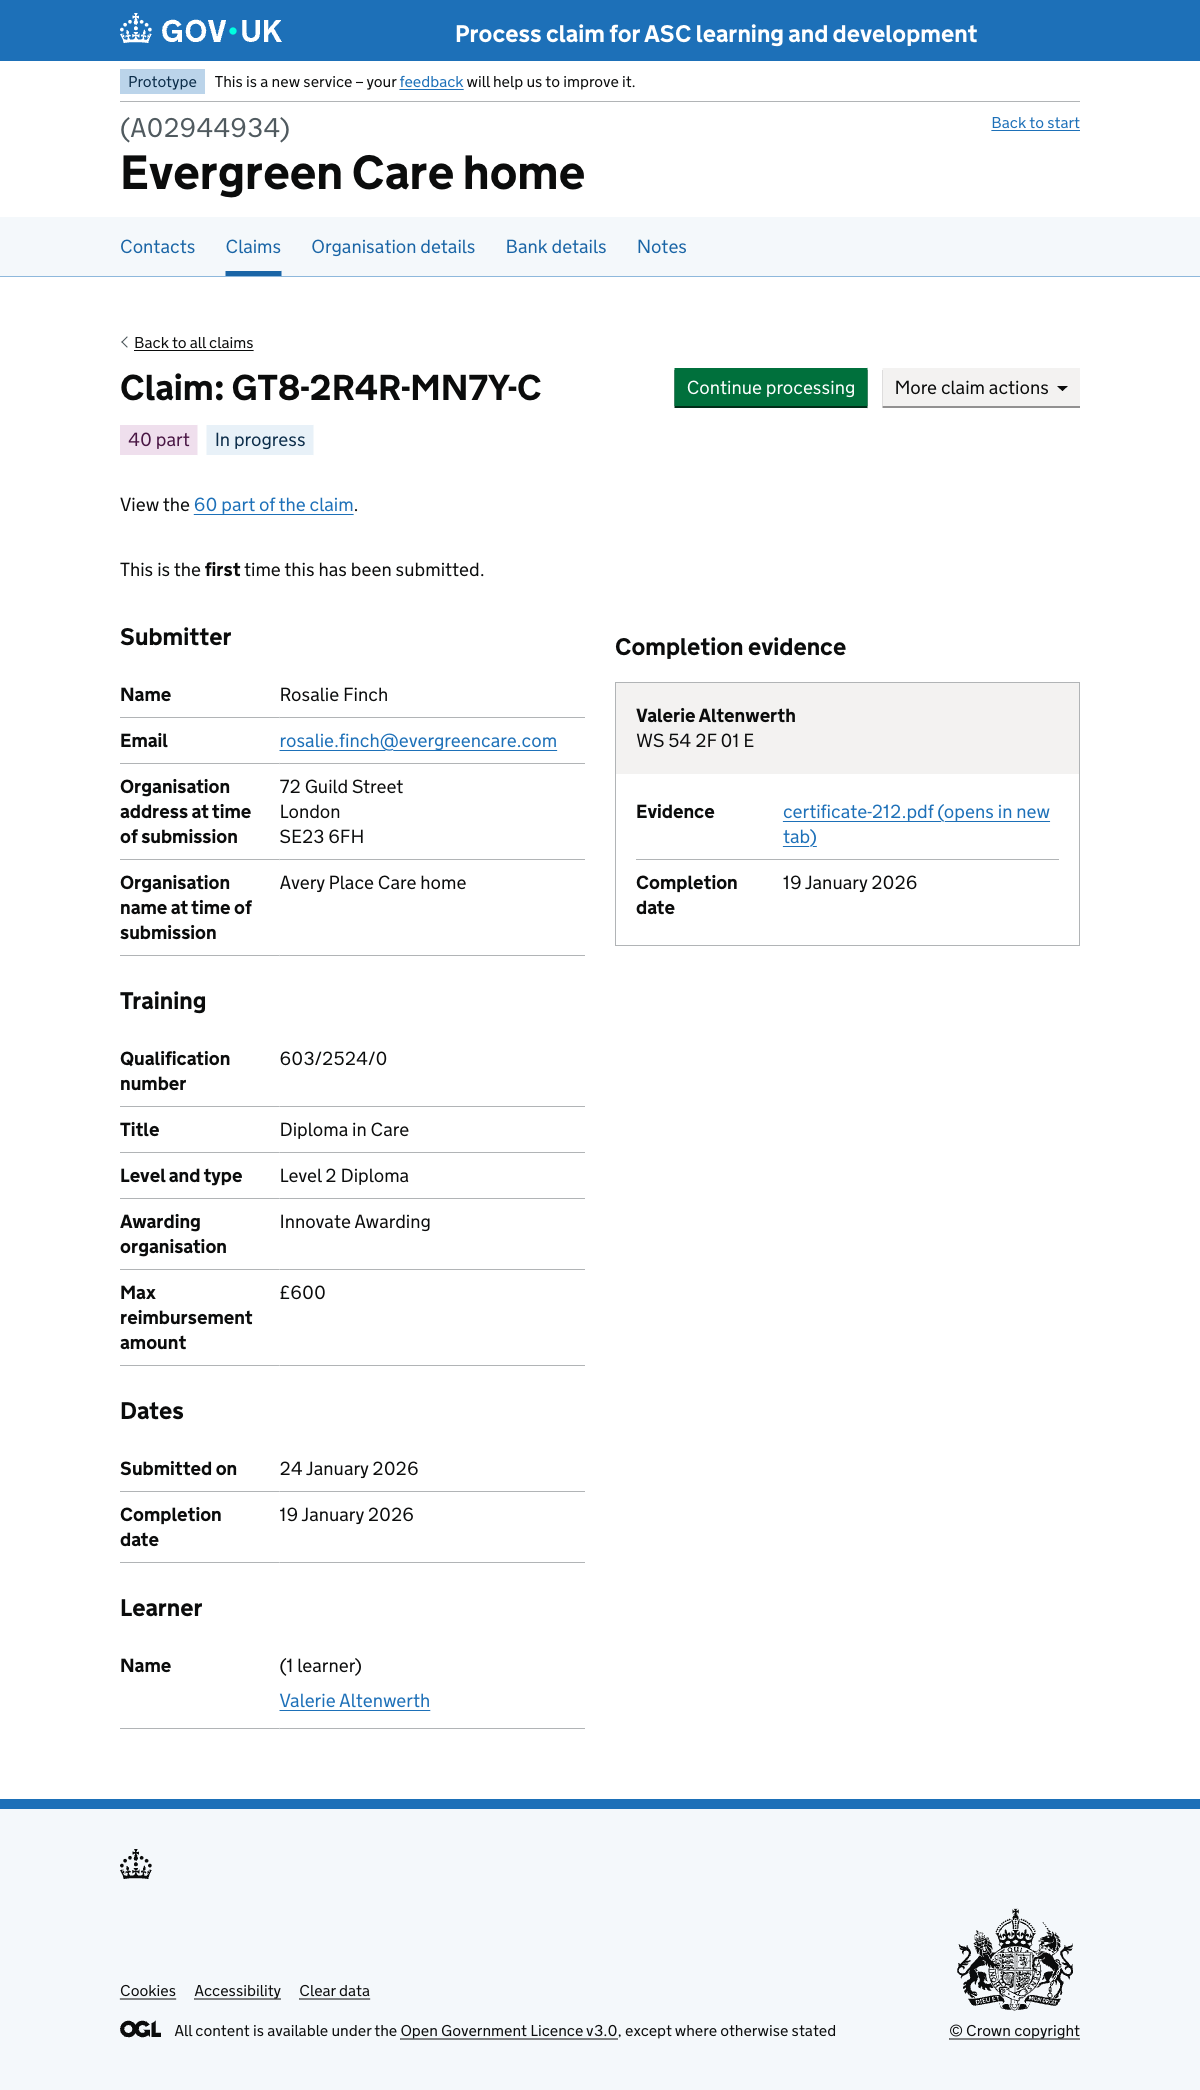 GOV·UK
Process claim for ASC learning and development
Prototype
This is a new service – your feedback will help us to improve it.
(A02944934)
Back to start
Evergreen Care home
Contacts
Claims
Organisation details
Bank details
Notes
Back to all claims
Claim: GT8-2R4R-MN7Y-C
Continue processing
More claim actions
40 part
In progress
View the 60 part of the claim.
This is the first time this has been submitted.
Submitter
Name
Rosalie Finch
Email
rosalie.finch@evergreencare.com
Organisation
address at time
of submission
72 Guild Street
London
SE23 6FH
Organisation
name at time of
submission
Avery Place Care home
Completion evidence
Valerie Altenwerth
WS 54 2F 01 E
Evidence
certificate-212.pdf (opens in new
tab)
Completion
date
19 January 2026
Training
Qualification
number
603/2524/0
Title
Diploma in Care
Level and type
Level 2 Diploma
Awarding
organisation
Innovate Awarding
Max
reimbursement
amount
£600
Dates
Submitted on
24 January 2026
Completion
date
19 January 2026
Learner
Name
(1 learner)
Valerie Altenwerth
Cookies
Accessibility
Clear data
OGL
All content is available under the Open Government Licence v3.0, except where otherwise stated
© Crown copyright